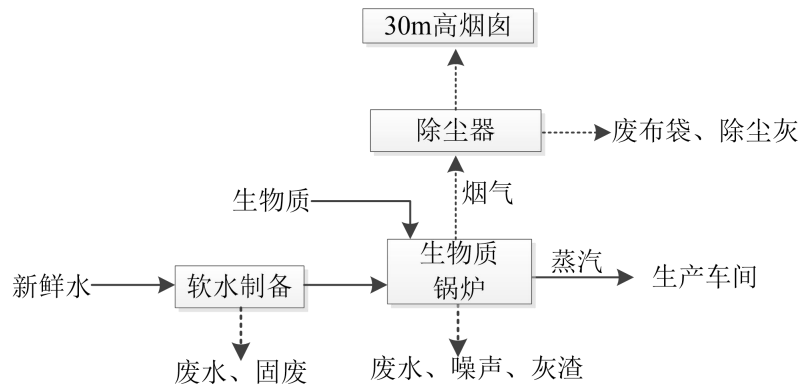 30m高烟囱
除尘器
废布袋、除尘灰
烟气
生物质
生物质
锅炉
蒸汽
生产车间
新鲜水
软水制备
废水、固废
废水、噪声、灰渣